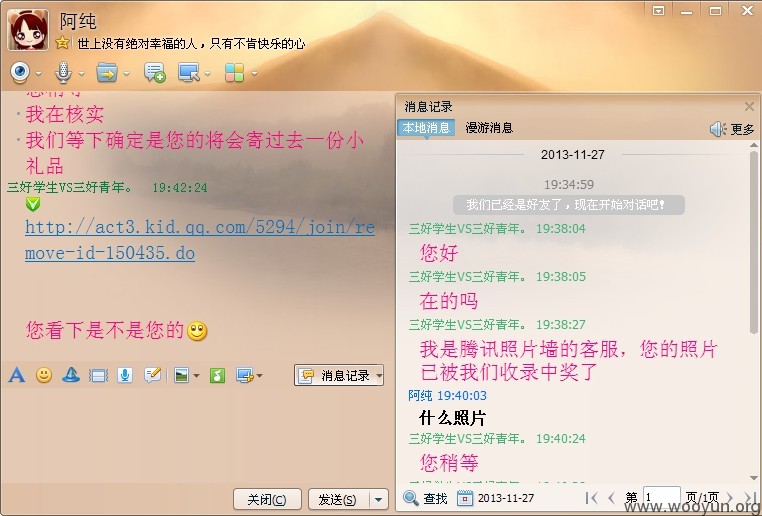 阿纯
世上没有绝对幸福的人，只有不肯快乐的心
·我在核实
·我们等下确定是您的将会寄过去一份小
礼品
三好学生VS三好青年。 19:42:24
http://act3.kid.qq.com/5294/join/re
move-id-150435.do
您看下是不是您的
消息记录
关闭(C)
发送(S)
消息记录
本地消息
漫游消息
更多
2013-11-27
19:34:59
我们已经是好友了，现在开始对话吧！
三好学生VS三好青年。 19:38:04
您好
三好学生VS三好青年。 19:38:05
在的吗
三好学生VS三好青年。 19:38:27
我是腾讯照片墙的客服，您的照片
已被我们收录中奖了
阿纯 19:40:03
什么照片
三好学生VS三好青年。 19:40:24
您稍等
查找
2013-11-27
第 1 页/1页
www.wooyun.org